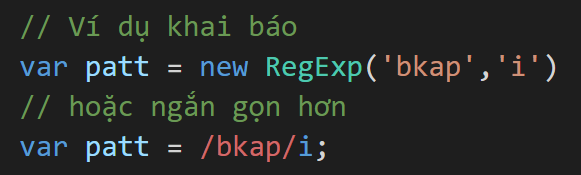 // Ví dụ khai báo
var patt = new RegExp('bkap','i')
// hoặc ngắn gọn hơn
var patt = /bkap/i;